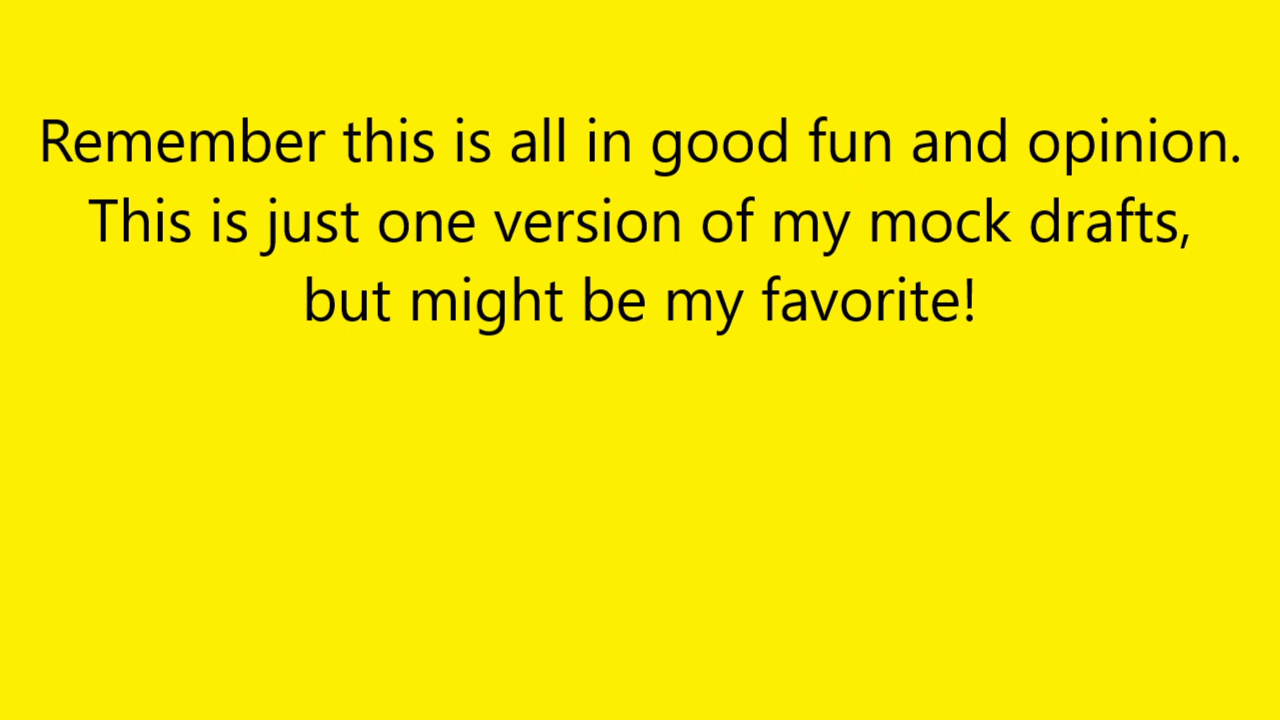 Remember this is all in good fun and opinion.
This is just one version of my mock drafts,
but might be my favorite!